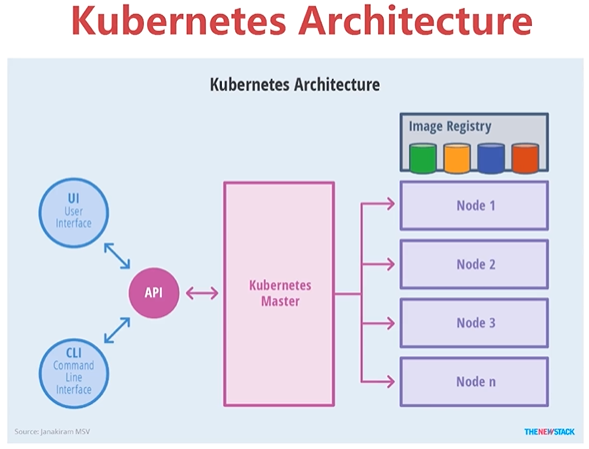 Kubernetes Architecture
Kubernetes Architecture
Image Registry
UI
User
Interface
API
CLI
Command
Line
Interface
Kubernetes
Master
Node 1
Node 2
Node 3
Node n
Source: Janakiram MSV
THENEWSTACK